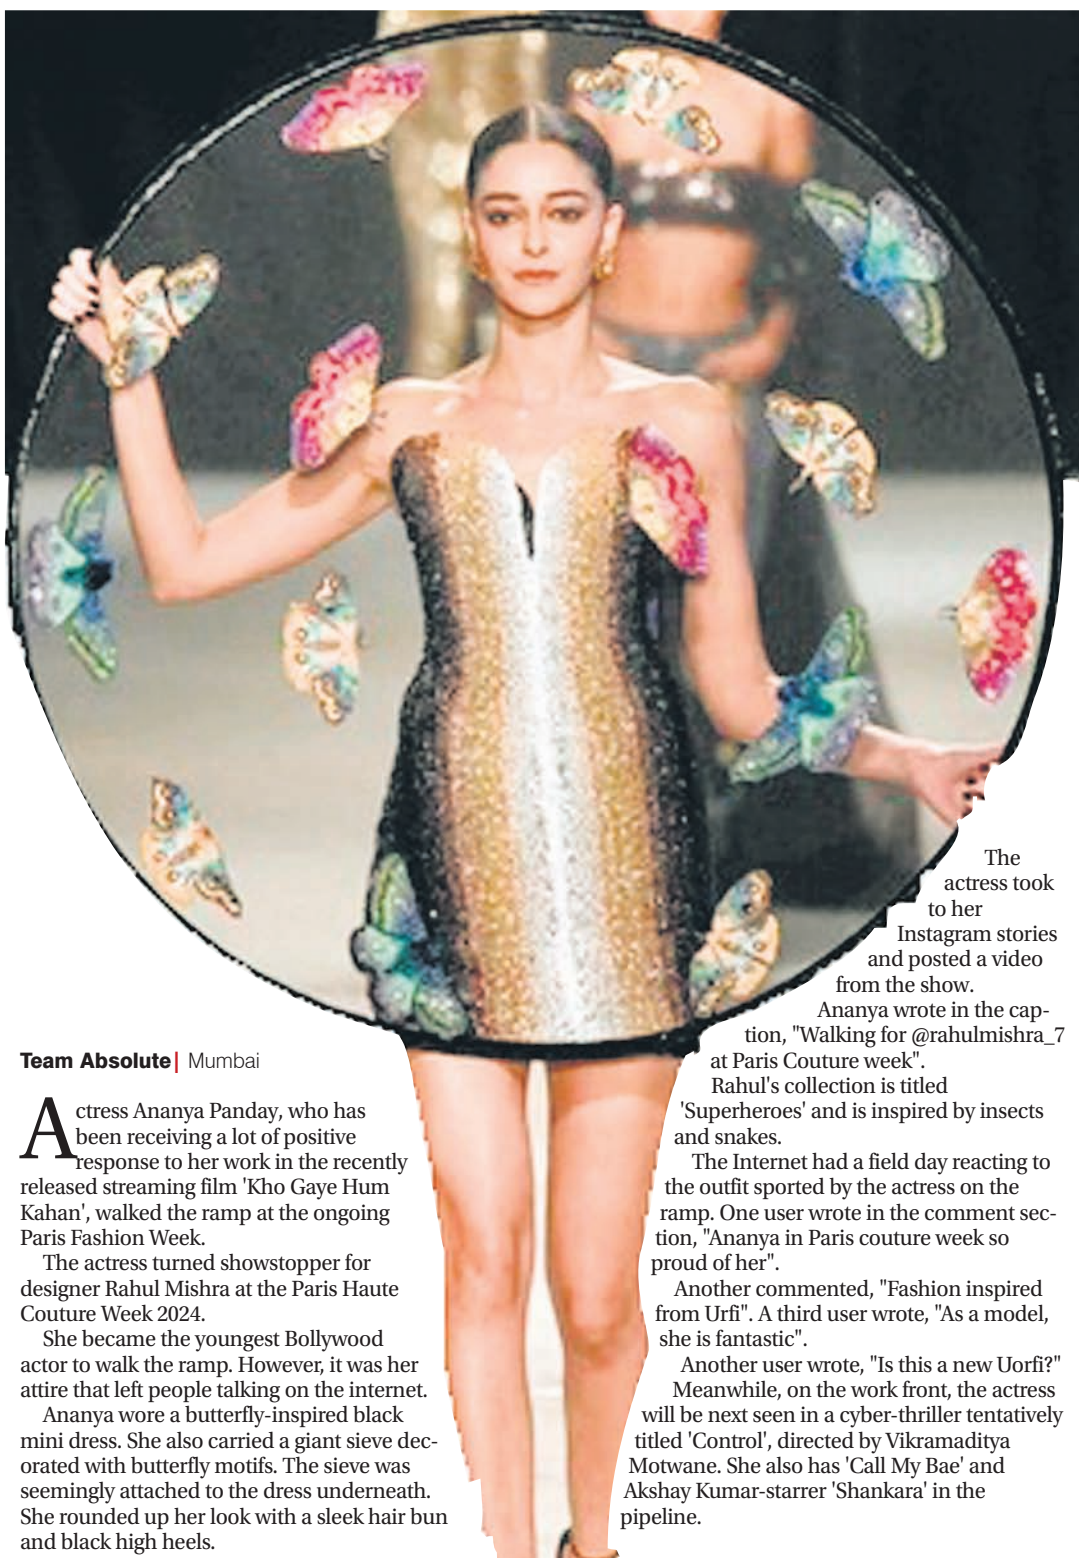 Team Absolute| Mumbai
Actress Ananya Panday, who has
been receiving a lot of positive
response to her work in the recently
released streaming film 'Kho Gaye Hum
Kahan', walked the ramp at the ongoing
Paris Fashion Week.
The actress turned showstopper for
designer Rahul Mishra at the Paris Haute
Couture Week 2024.
She became the youngest Bollywood
actor to walk the ramp. However, it was her
attire that left people talking on the internet.
Ananya wore a butterfly-inspired black
mini dress. She also carried a giant sieve dec-
orated with butterfly motifs. The sieve was
seemingly attached to the dress underneath.
She rounded up her look with a sleek hair bun
and black high heels.
The
actress took
to her
Instagram stories
and posted a video
from the show.
Ananya wrote in the cap-
tion, "Walking for @rahulmishra_7
at Paris Couture week".
Rahul's collection is titled
'Superheroes' and is inspired by insects
and snakes.
The Internet had a field day reacting to
the outfit sported by the actress on the
ramp. One user wrote in the comment sec-
tion, "Ananya in Paris couture week so
proud of her".
Another commented, "Fashion inspired
from Urfi". A third user wrote, "As a model,
she is fantastic".
Another user wrote, "Is this a new Uorfi?"
Meanwhile, on the work front, the actress
will be next seen in a cyber-thriller tentatively
titled 'Control', directed by Vikramaditya
Motwane. She also has 'Call My Bae' and
Akshay Kumar-starrer 'Shankara' in the
pipeline.